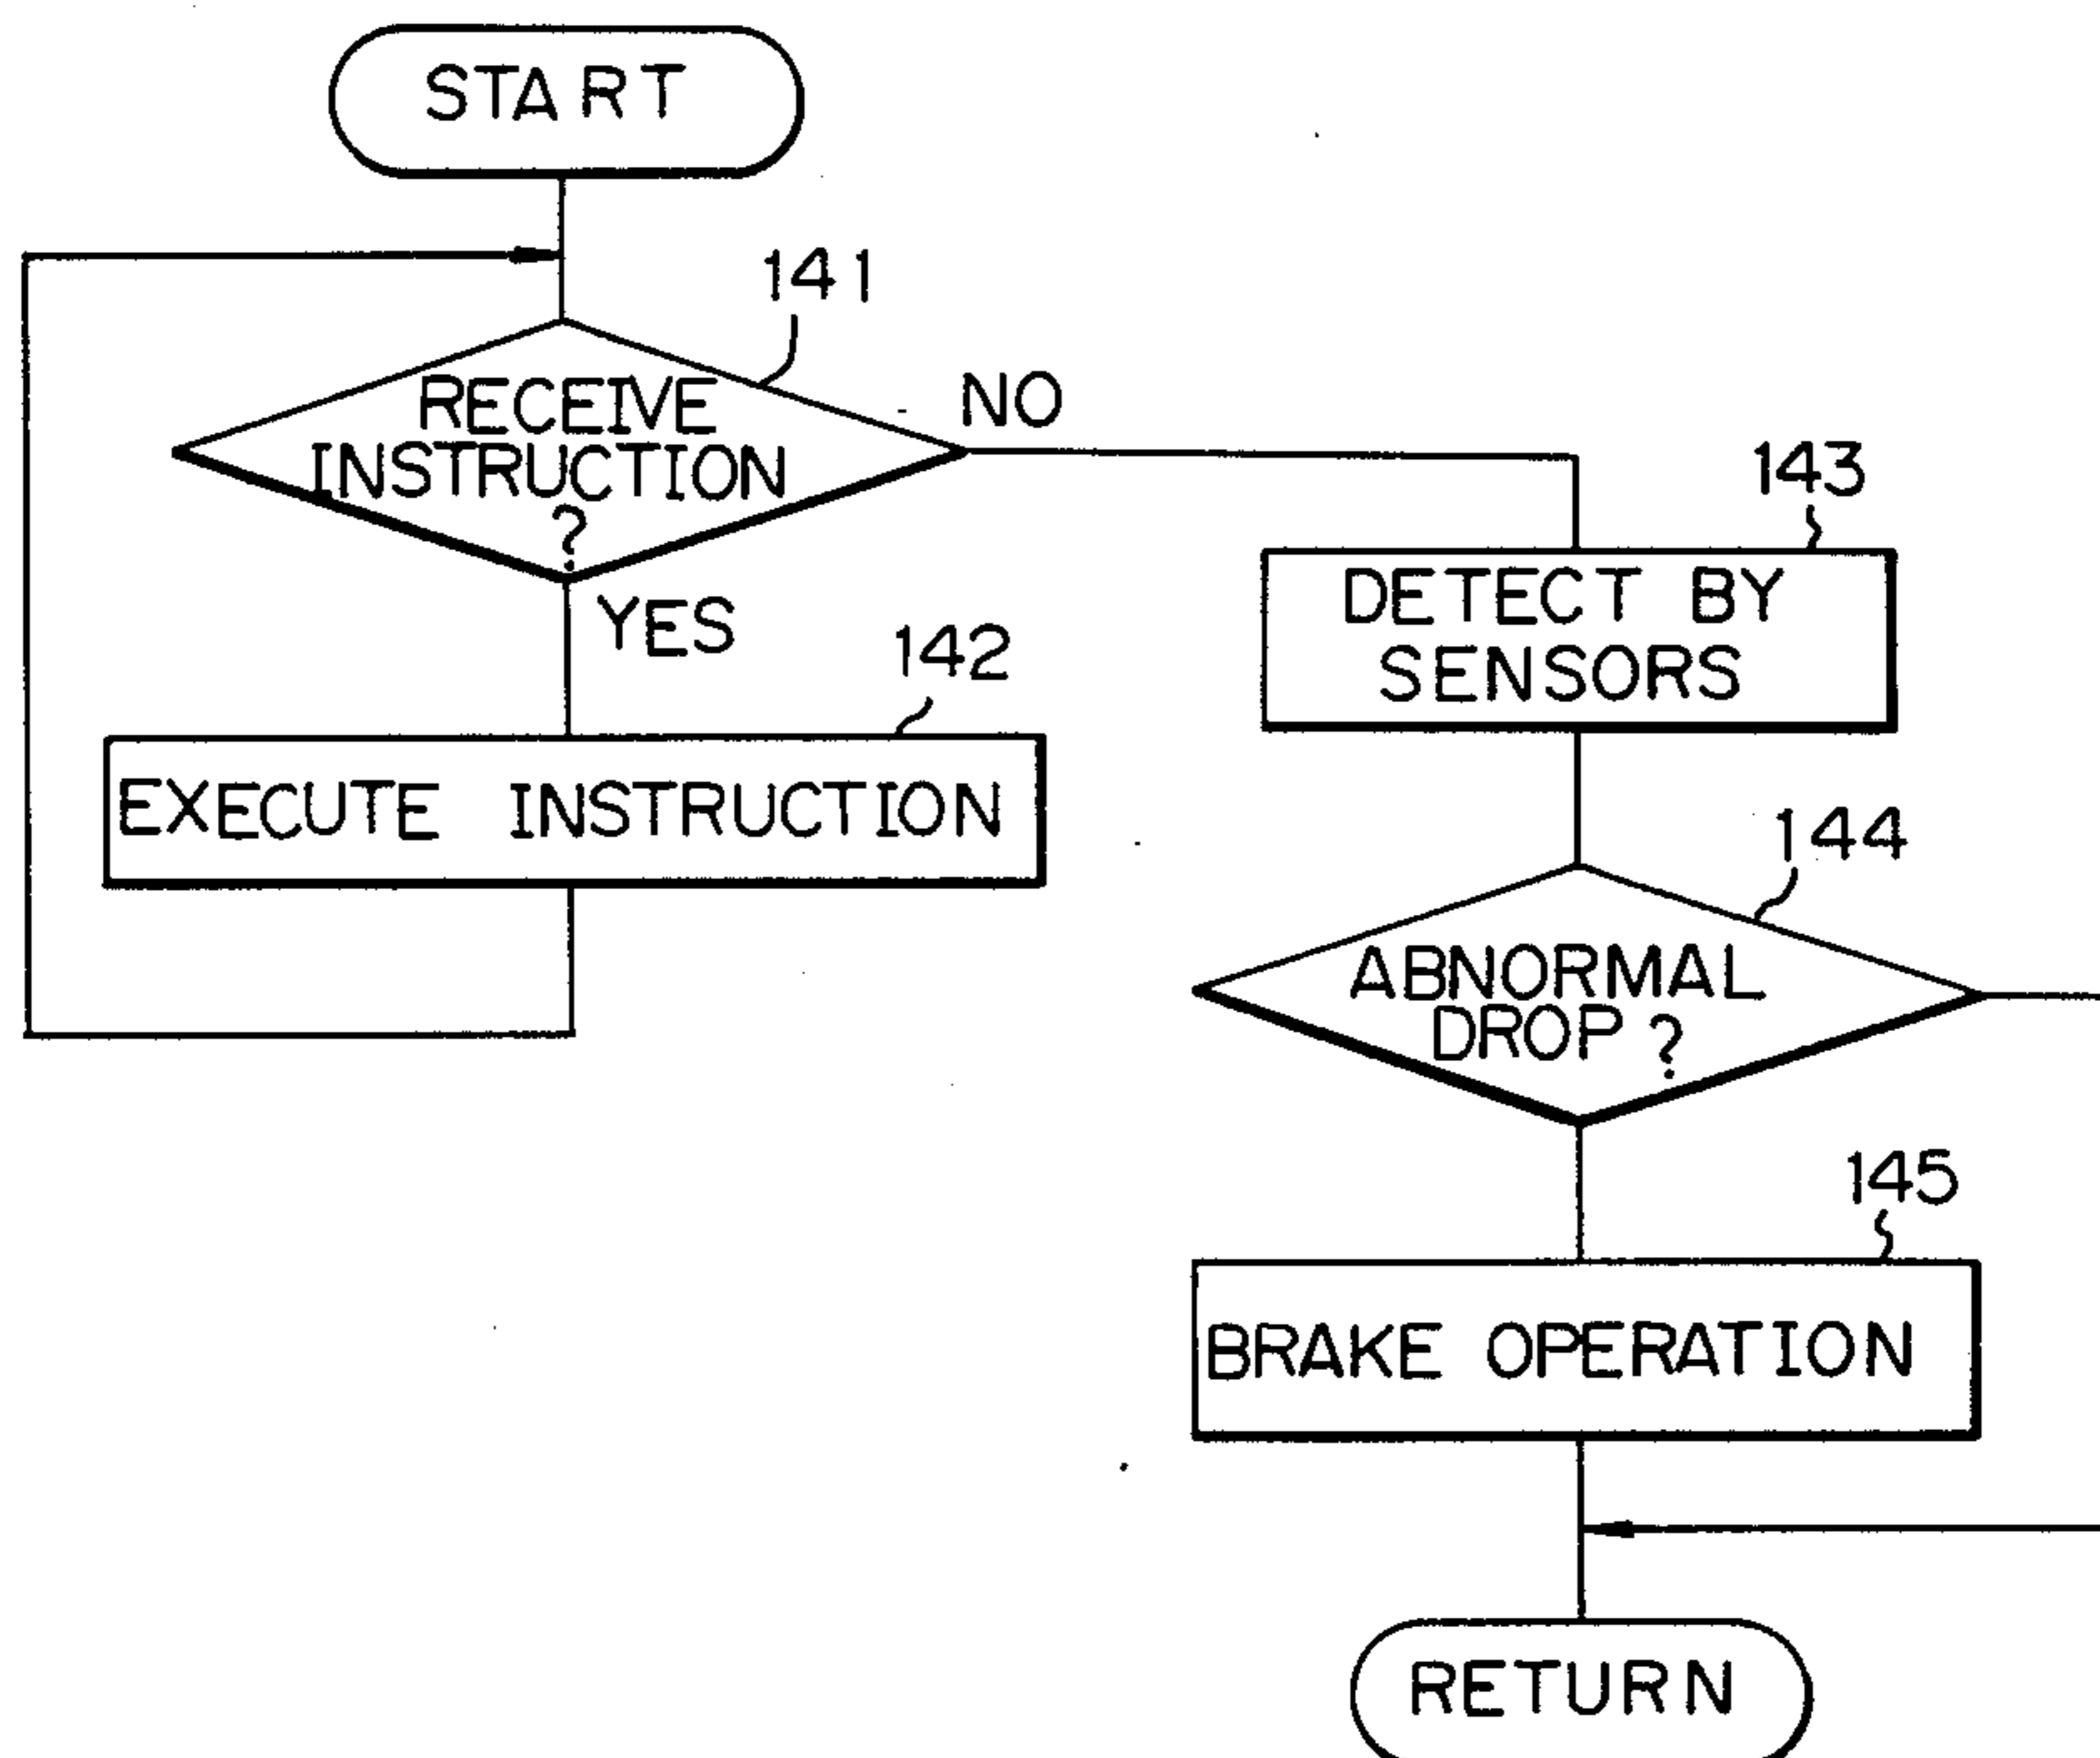 START
141
RECEIVE
INSTRUCTION
?
NO
YES
142
EXECUTE INSTRUCTION
143
DETECT BY
SENSORS
144
ABNORMAL
DROP?
145
BRAKE OPERATION
RETURN